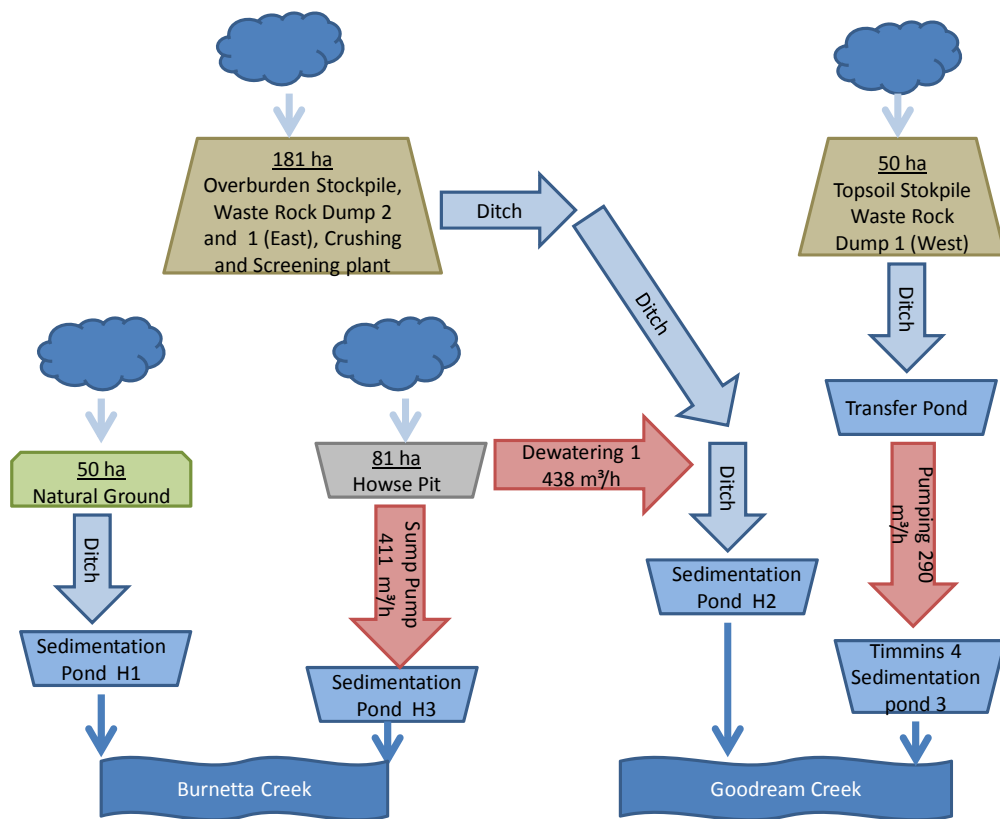 181 ha
Overburden Stockpile,
Waste Rock Dump 2
and 1 (East), Crushing
and Screening plant
Ditch
Ditch
50 ha
Topsoil Stokpile
Waste Rock
Dump 1 (West)
Ditch
Transfer Pond
Pumping 290
m³/h
Timmins 4
Sedimentation
pond 3
50 ha
Natural Ground
Ditch
Sedimentation
Pond H1
81 ha
Howse Pit
Dewatering 1
438 m³/h
Sump Pump
411 m³/h
Sedimentation
Pond H3
Ditch
Sedimentation
Pond H2
Burnetta Creek
Goodream Creek